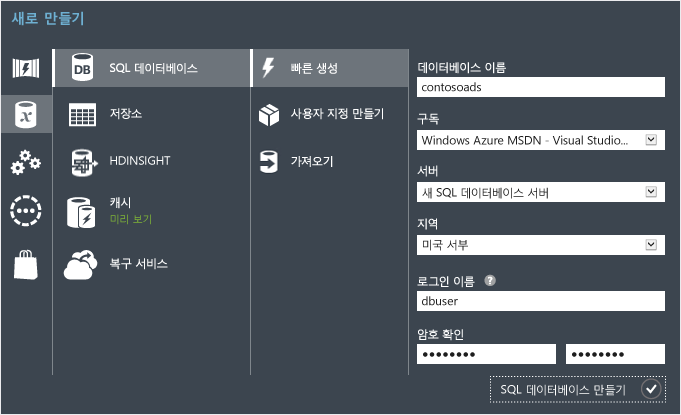 새로 만들기
DB
SQL 데이터베이스
저장소
HDINSIGHT
캐시
미리 보기
복구 서비스
빠른 생성
사용자 지정 만들기
가져오기
데이터베이스 이름
contosoads
구독
Windows Azure MSDN - Visual Studio...
서버
새 SQL 데이터베이스 서버
지역
미국 서부
로그인 이름 ?
dbuser
암호 확인
●●●●●●●● ●●●●●●●●
SQL 데이터베이스 만들기